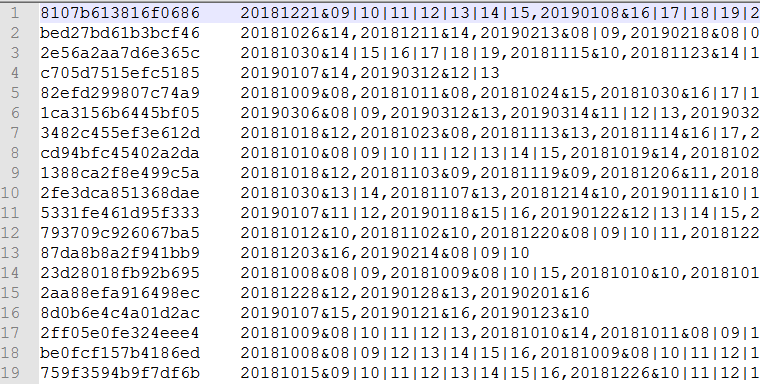 1 8107b613816f0686 20181221&09|10|11|12|13|14|15,20190108&16|17|18|19|2
2 bed27bd61b3bcf46 20181026&14,20181211&14,20190213&08|09,20190218&08|0
3 2e56a2aa7d6e365c 20181030&14|15|16|17|18|19,20181115&10,20181123&14|1
4 c705d7515efc5185 20190107&14,20190312&12|13
5 82efd299807c74a9 20181009&08,20181011&08,20181024&15,20181030&16|17|1
6 1ca3156b6445bf05 20190306&08|09,20190312&13,20190314&11|12|13,2019032
7 3482c455ef3e612d 20181018&12,20181023&08,20181113&13,20181114&16|17,2
8 cd94bfc45402a2da 20181010&08|09|10|11|12|13|14|15,20181019&14,2018102
9 1388ca2f8e499c5a 20181018&12,20181103&09,20181119&09,20181206&11,2018
10 2fe3dca851368dae 20181030&13|14,20181107&13,20181214&10,20190111&10|1
11 5331fe461d95f333 20190107&11|12,20190118&15|16,20190122&12|13|14|15,2
12 793709c926067ba5 20181012&10,20181102&10,20181220&08|09|10|11,2018122
13 87da8b8a2f941bb9 20181203&16,20190214&08|09|10
14 23d28018fb92b695 20181008&08|09,20181009&08|10|15,20181010&10,2018101
15 2aa88efa916498ec 20181228&12,20190128&13,20190201&16
16 8d0b6e4c4a01d2ac 20190107&15,20190121&16,20190123&10
17 2ff05e0fe324eee4 20181009&08|10|11|12|13,20181010&14,20181011&08|09|1
18 be0fcf157b4186ed 20181008&09|12|13|14|15|16,20181009&08|10|11|12|1
19 759f3594b9f7df6b 20181015&09|10|11|12|13|14|15|16,20181226&10|11|12|1